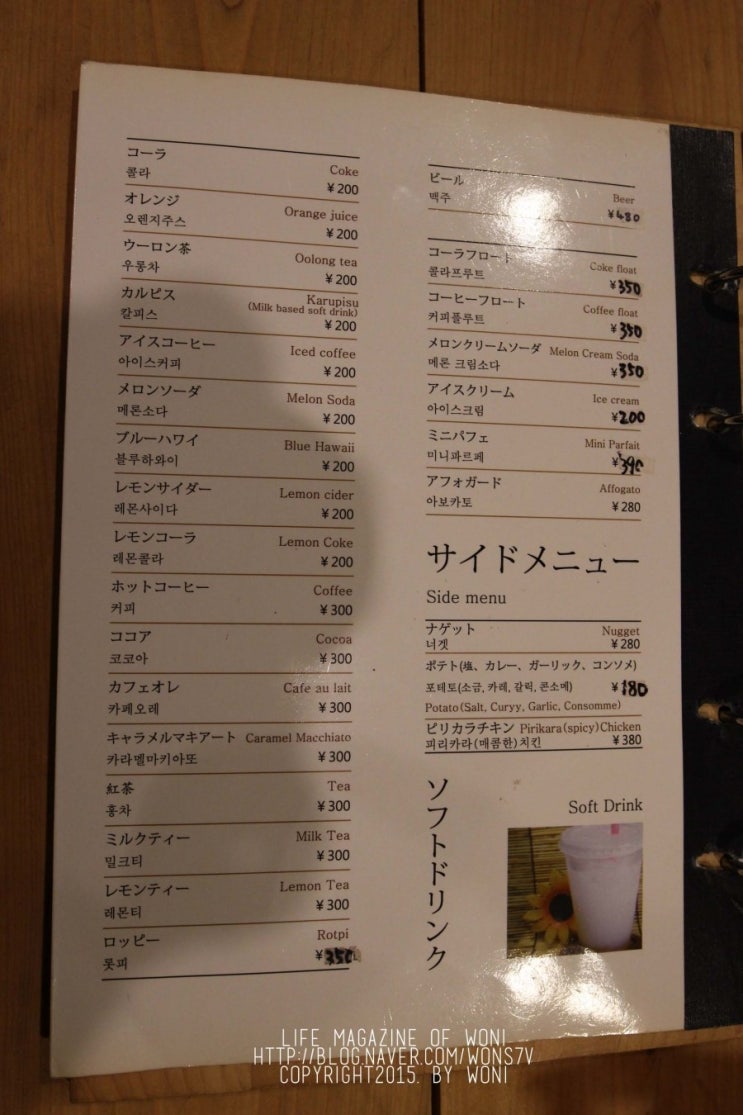 コーラ
콜라 Coke
¥200
オレンジ
오렌지주스 Orange juice
¥200
ウーロン茶
우롱차 Oolong tea
¥200
カルピス
칼피스 Karupisu
(Milk based soft drink)
¥200
アイスコーヒー
아이스커피 Iced coffee
¥200
メロンソーダ
메론소다 Melon Soda
¥200
ブルーハワイ
블루하와이 Blue Hawaii
¥200
レモンサイダー
레몬사이다 Lemon cider
¥200
レモンコーラ
레몬콜라 Lemon Coke
¥200
ホットコーヒー
커피 Coffee
¥300
ココア
코코아 Cocoa
¥300
カフェオレ
카페오레 Cafe au lait
¥300
キャラメルマキアート Caramel Macchiato
카라멜마키아또 ¥300
紅茶
홍차 Tea
¥300
ミルクティー
밀크티 Milk Tea
¥300
レモンティー
레몬티 Lemon Tea
¥300
ロッピー
롯피 Rotpi
¥350
ビール
맥주 Beer
¥480
コーラフロート
콜라프루트 Coke float
¥350
コーヒーフロート
커피플루트 Coffee float
¥350
メロンクリームソーダ Melon Cream Soda
메론 크림소다 ¥350
アイスクリーム
아이스크림 Ice cream
¥200
ミニパフェ
미니파르페 Mini Parfait
¥390
アフォガード
아보카토 Affogato
¥280
サイドメニュー
Side menu
ナゲット Nugget
너겟 ¥280
ポテト(塩、カレー、ガーリック、コンソメ)
포테토(소금, 카레, 갈릭, 콘소메) ¥180
Potato(Salt, Curyy, Garlic, Consomme)
ピリカラチキン Pirikara(spicy)Chicken
피리카라(매콤한)치킨 ¥380
ソフトドリンク
Soft Drink
LIFE MAGAZINE OF WONI
HTTP://BLOG.NAVER.COM/WONS7V
COPYRIGHT2015. BY WONI